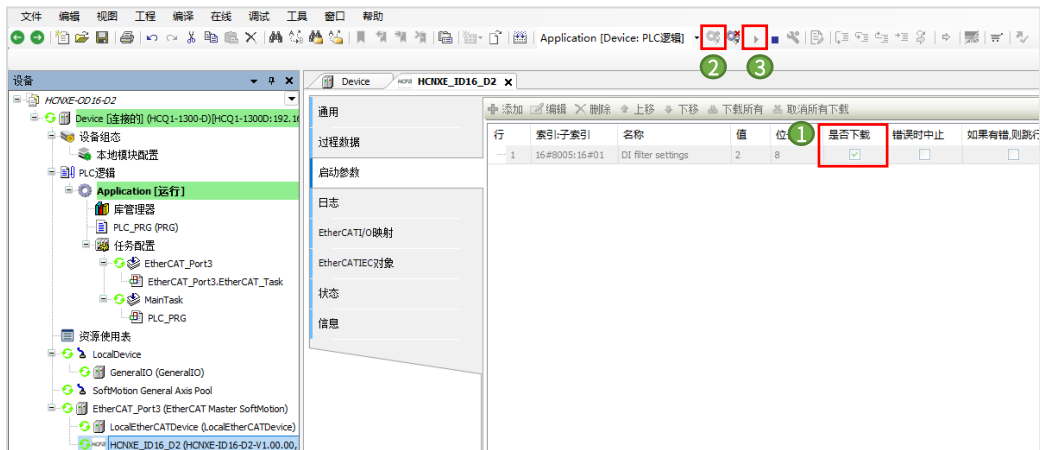 文件 编辑 视图 工程 编译 在线 调试 工具 窗口 帮助
Application [Device: PLC逻辑]
② ③
设备
Device HCNXE_ID16_D2
HCNXE-OD16-D2
Device [连接的] (HCQ1-1300-D)[HCQ1-1300D:192.16
设备组态
本地模块配置
PLC逻辑
Application [运行]
库管理器
PLC_PRG (PRG)
任务配置
EtherCAT_Port3
EtherCAT_Port3.EtherCAT_Task
MainTask
PLC_PRG
资源使用表
LocalDevice
GeneralIO (GeneralIO)
SoftMotion General Axis Pool
EtherCAT_Port3 (EtherCAT Master SoftMotion)
LocalEtherCATDevice (LocalEtherCATDevice)
HCNXE_ID16_D2 (HCNXE-ID16-D2-V1.00.00,
通用
过程数据
启动参数
日志
EtherCATI/O映射
EtherCATIEC对象
状态
信息
添加 编辑 删除 上移 下移 下载所有 取消所有下载
行 索引:子索引 名称 值 位 ① 是否下载 错误时中止 如果有错,则跳行
1 16#8005:16#01 DI filter settings 2 8